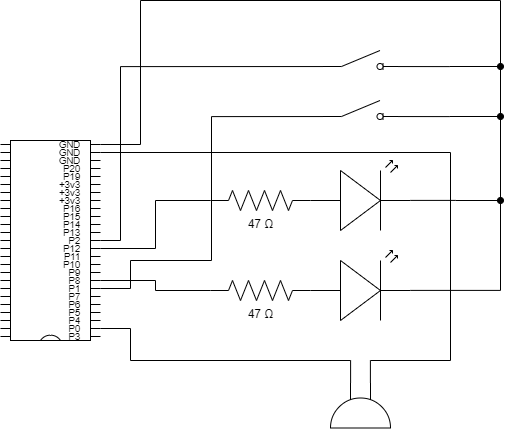 GND
GND
GND
P20
P19
+3v3
+3v3
+3v3
P16
P15
P14
P13
P2
P12
P11
P10
P9
P8
P1
P7
P6
P5
P4
P0
P3
47 Ω
47 Ω